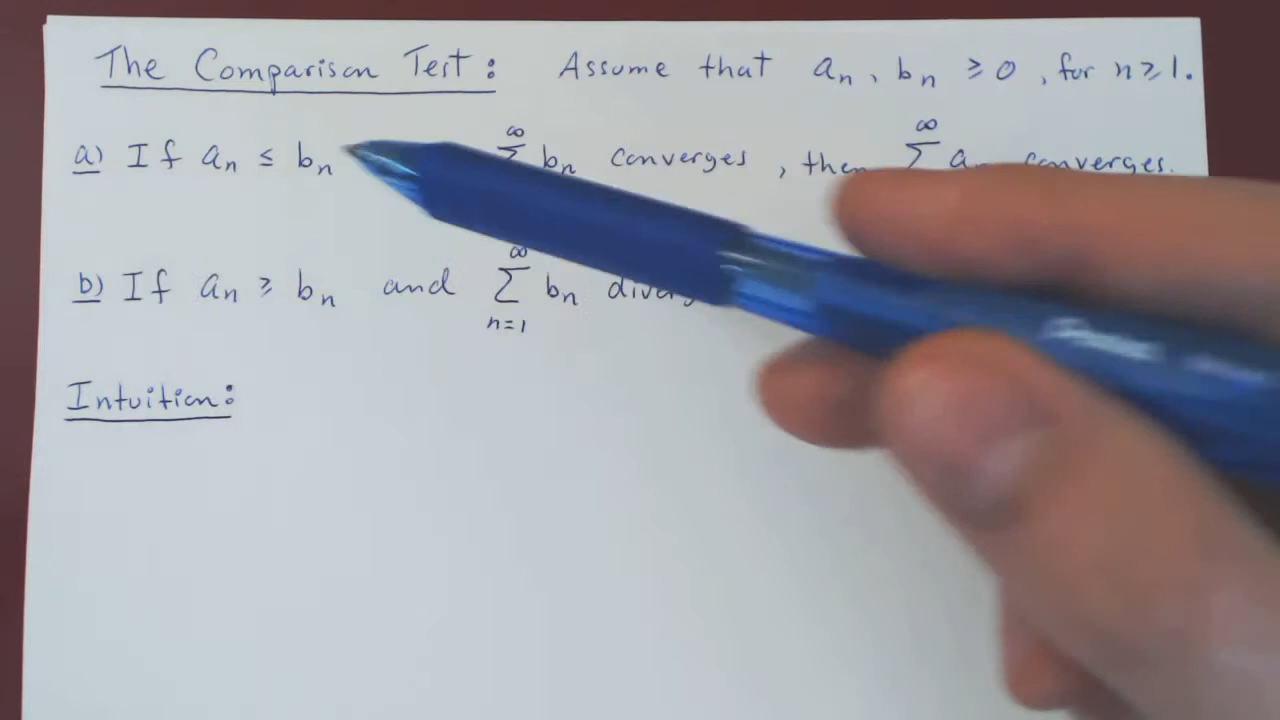 The Comparison Test: Assume that aₙ, bₙ ≥ 0, for n ≥ 1.
a) If aₙ ≤ bₙ ∑^∞ bₙ converges, then ∑^∞ a converges.
b) If aₙ ≥ bₙ and ∑_{n=1}^∞ bₙ
Intuition: